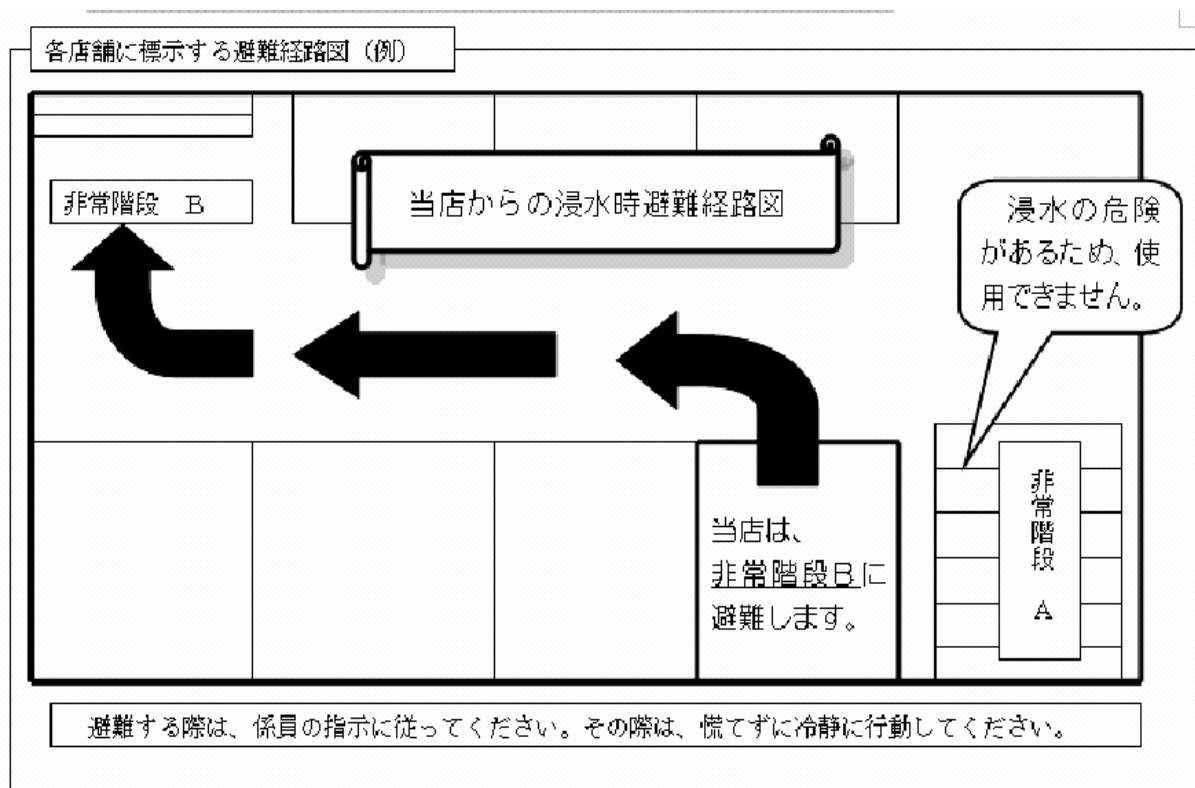 各店舗に標示する避難経路図（例）
当店からの浸水時避難経路図
非常階段　B
浸水の危険
があるため、使
用できません。
当店は、
非常階段Bに
避難します。
非常階段　A
避難する際は、係員の指示に従ってください。その際は、慌てずに冷静に行動してください。